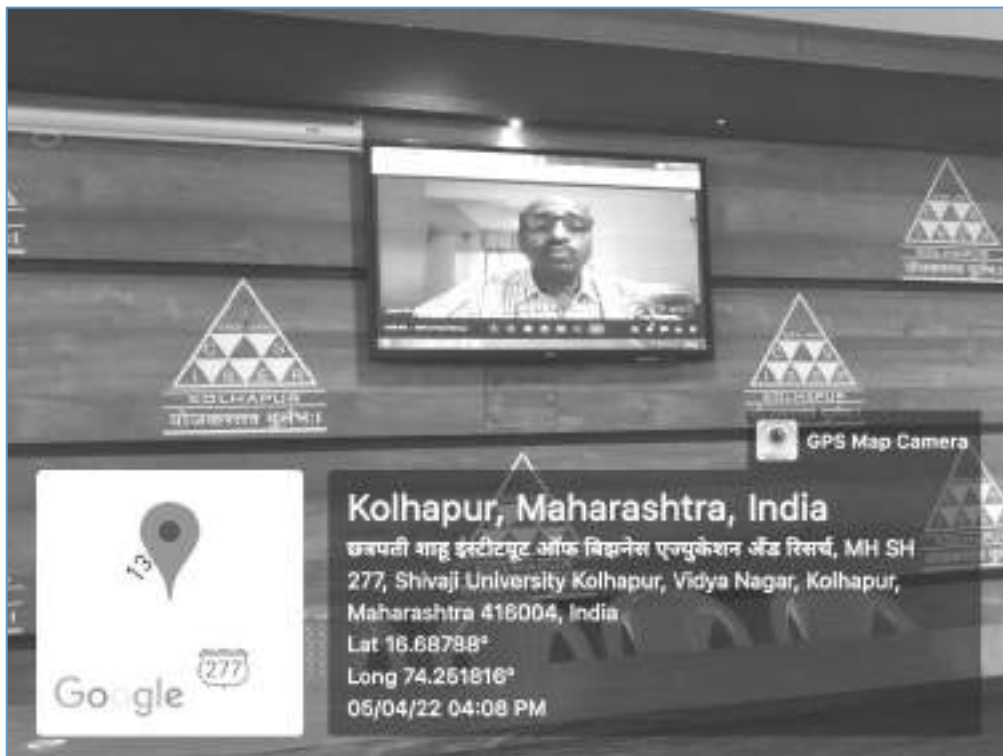 KOLHAPUR
KOLHAPUR
GPS Map Camera
13
277
Google
Kolhapur, Maharashtra, India
छत्रपती शाहू इंस्टीटयूट ऑफ बिझनेस एज्युकेशन अँड रिसर्च, MH SH
277, Shivaji University Kolhapur, Vidya Nagar, Kolhapur,
Maharashtra 416004, India
Lat 16.68788°
Long 74.251816°
05/04/22 04:08 PM